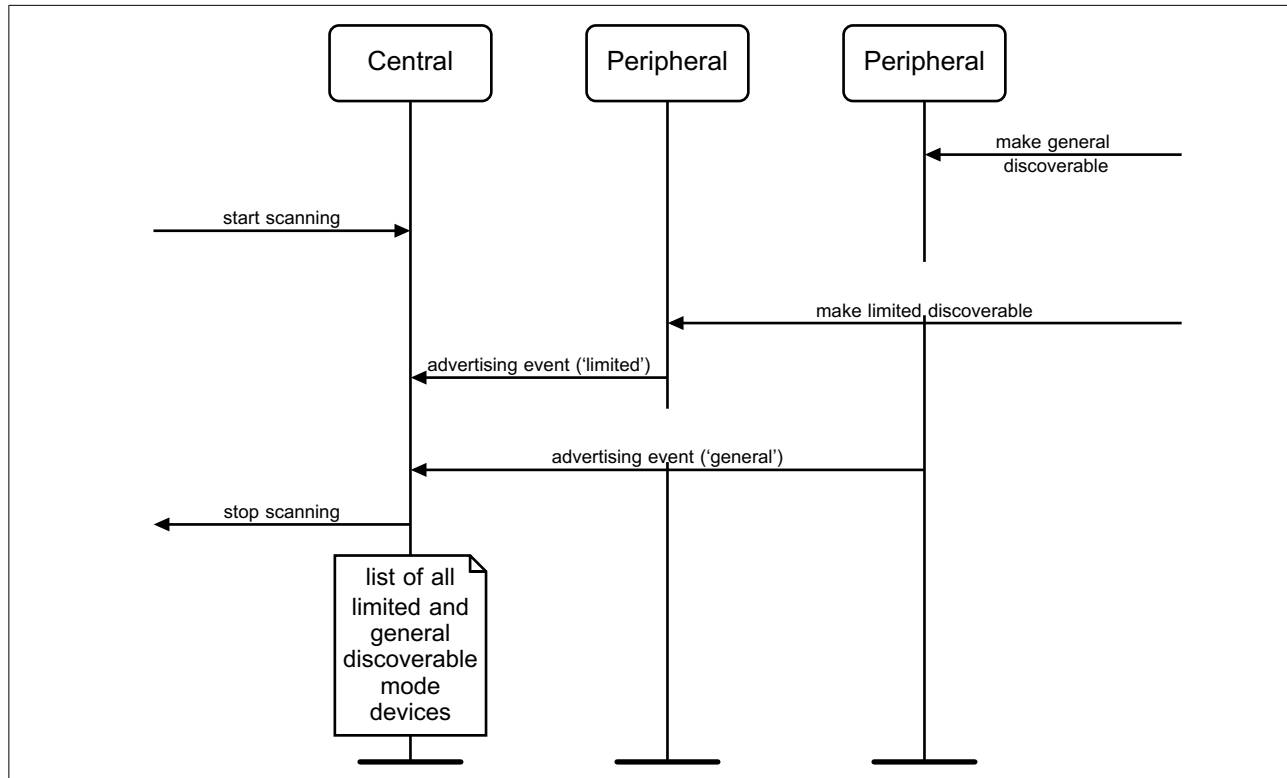 Central
Peripheral
Peripheral
make general
discoverable
start scanning
make limited discoverable
advertising event (‘limited’)
advertising event (‘general’)
stop scanning
list of all
limited and
general
discoverable
mode
devices